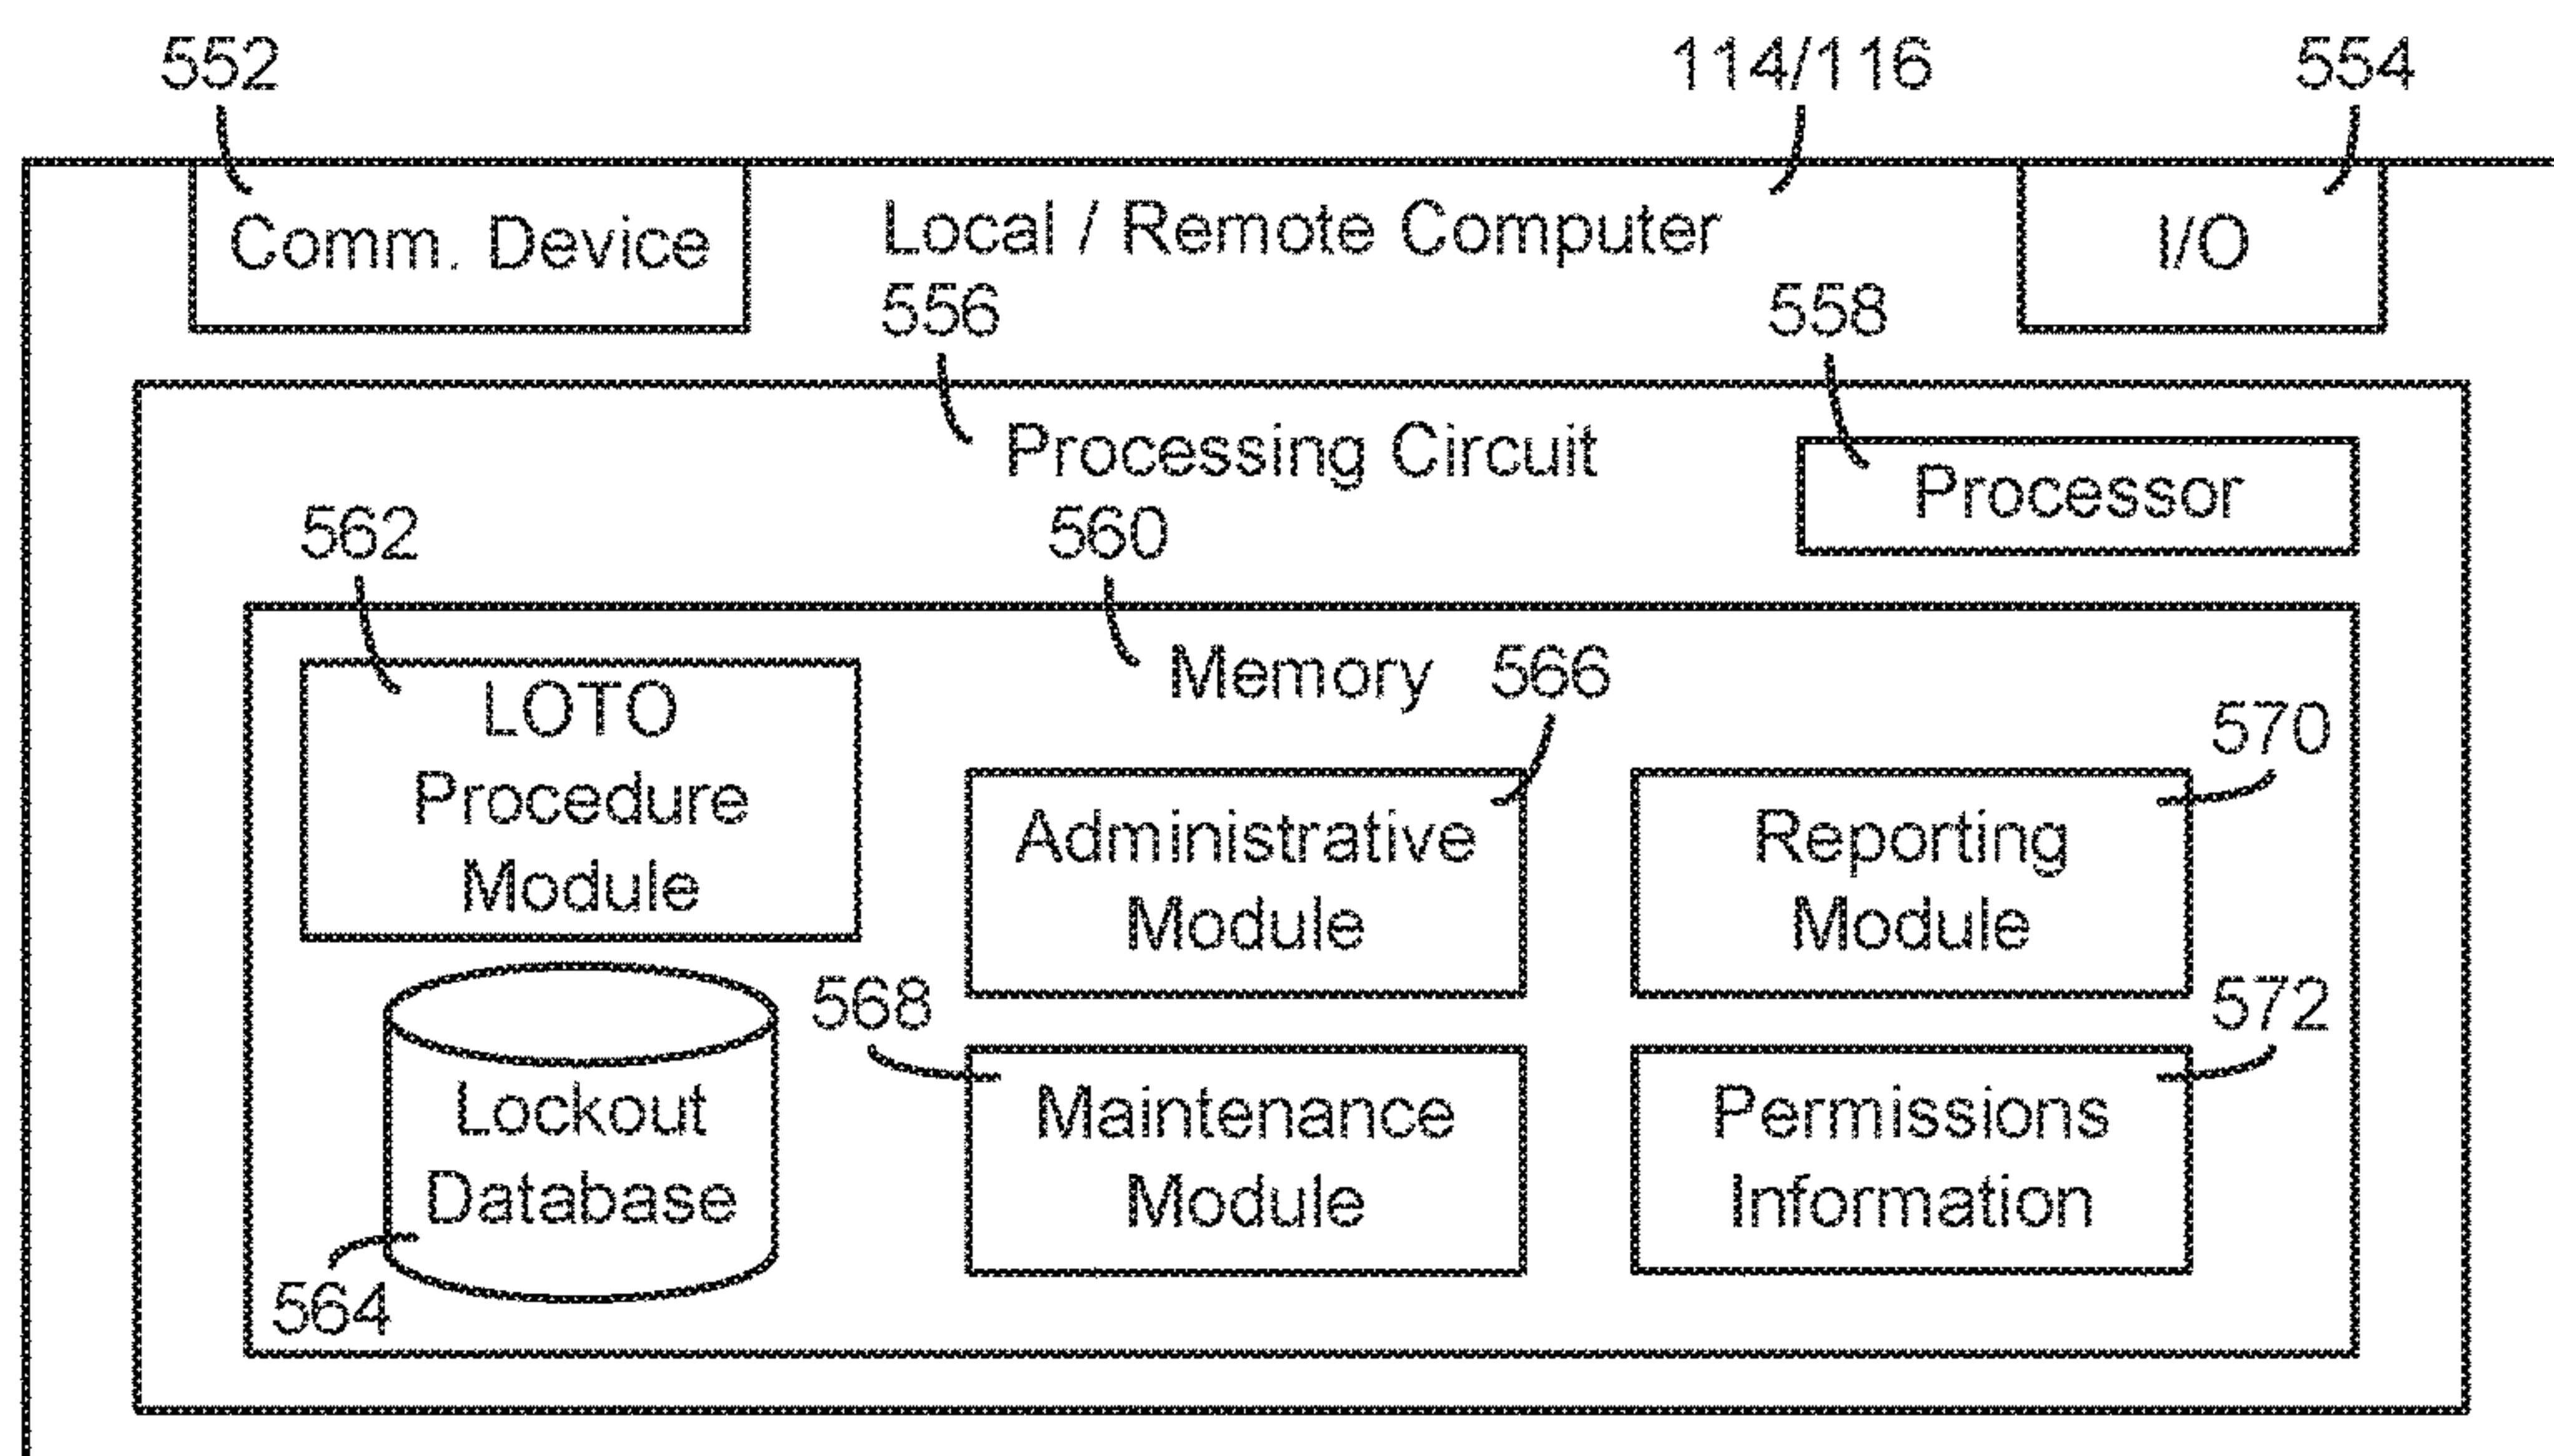 552
114/116
554
Comm. Device
Local / Remote Computer
I/O
556
558
Processing Circuit
Processor
562
560
Memory
566
LOTO
Procedure
Module
570
Administrative
Module
Reporting
Module
568
572
Lockout
Database
Maintenance
Module
Permissions
Information
564